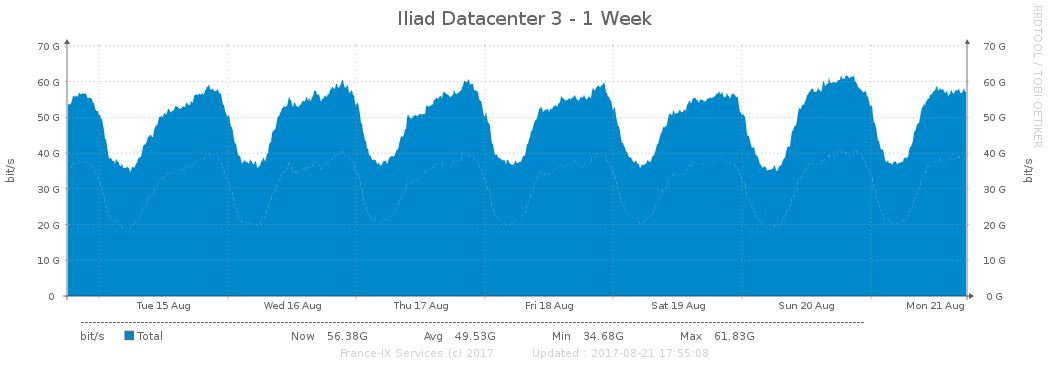 Iliad Datacenter 3 - 1 Week
RRDTOOL / TOBI OETIKER
70 G 70 G
60 G 60 G
50 G 50 G
40 G 40 G
30 G 30 G
20 G 20 G
10 G 10 G
0 0 G
bit/s bit/s
Tue 15 Aug Wed 16 Aug Thu 17 Aug Fri 18 Aug Sat 19 Aug Sun 20 Aug Mon 21 Aug
bit/s Total Now 56.38G Avg 49.53G Min 34.68G Max 61.83G
France-IX Services (c) 2017 Updated : 2017-08-21 17:55:08